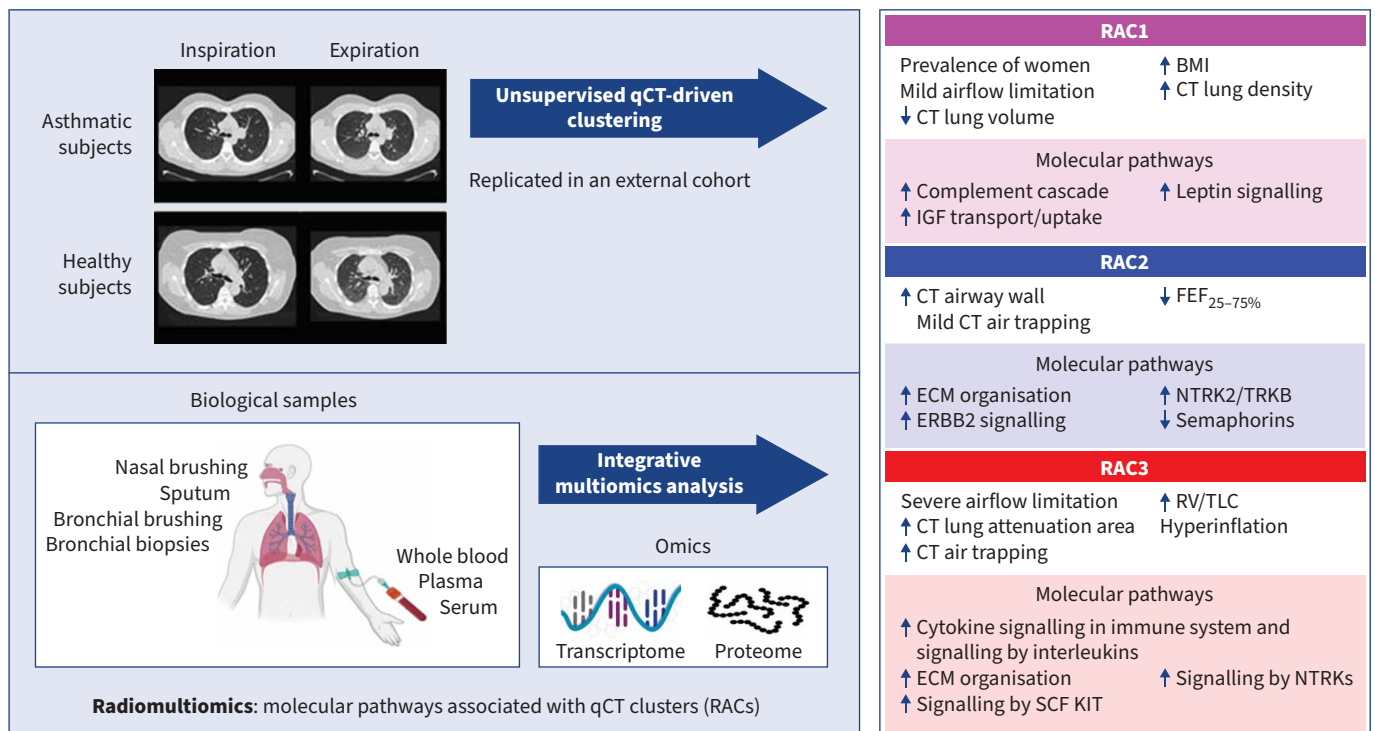 Inspiration
Expiration
Asthmatic
subjects
Healthy
subjects
Unsupervised qCT-driven
clustering
Replicated in an external cohort
Biological samples
Nasal brushing
Sputum
Bronchial brushing
Bronchial biopsies
Whole blood
Plasma
Serum
Integrative
multiomics analysis
Omics
Transcriptome
Proteome
Radiomultiomics: molecular pathways associated with qCT clusters (RACs)
RAC1
Prevalence of women
Mild airflow limitation
↓ CT lung volume
↑ BMI
↑ CT lung density
Molecular pathways
↑ Complement cascade
↑ IGF transport/uptake
↑ Leptin signalling
RAC2
↑ CT airway wall
Mild CT air trapping
↓ FEF25–75%
Molecular pathways
↑ ECM organisation
↑ ERBB2 signalling
↑ NTRK2/TRKB
↓ Semaphorins
RAC3
Severe airflow limitation
↑ CT lung attenuation area
↑ CT air trapping
↑ RV/TLC
Hyperinflation
Molecular pathways
↑ Cytokine signalling in immune system and
signalling by interleukins
↑ ECM organisation
↑ Signalling by SCF KIT
↑ Signalling by NTRKs